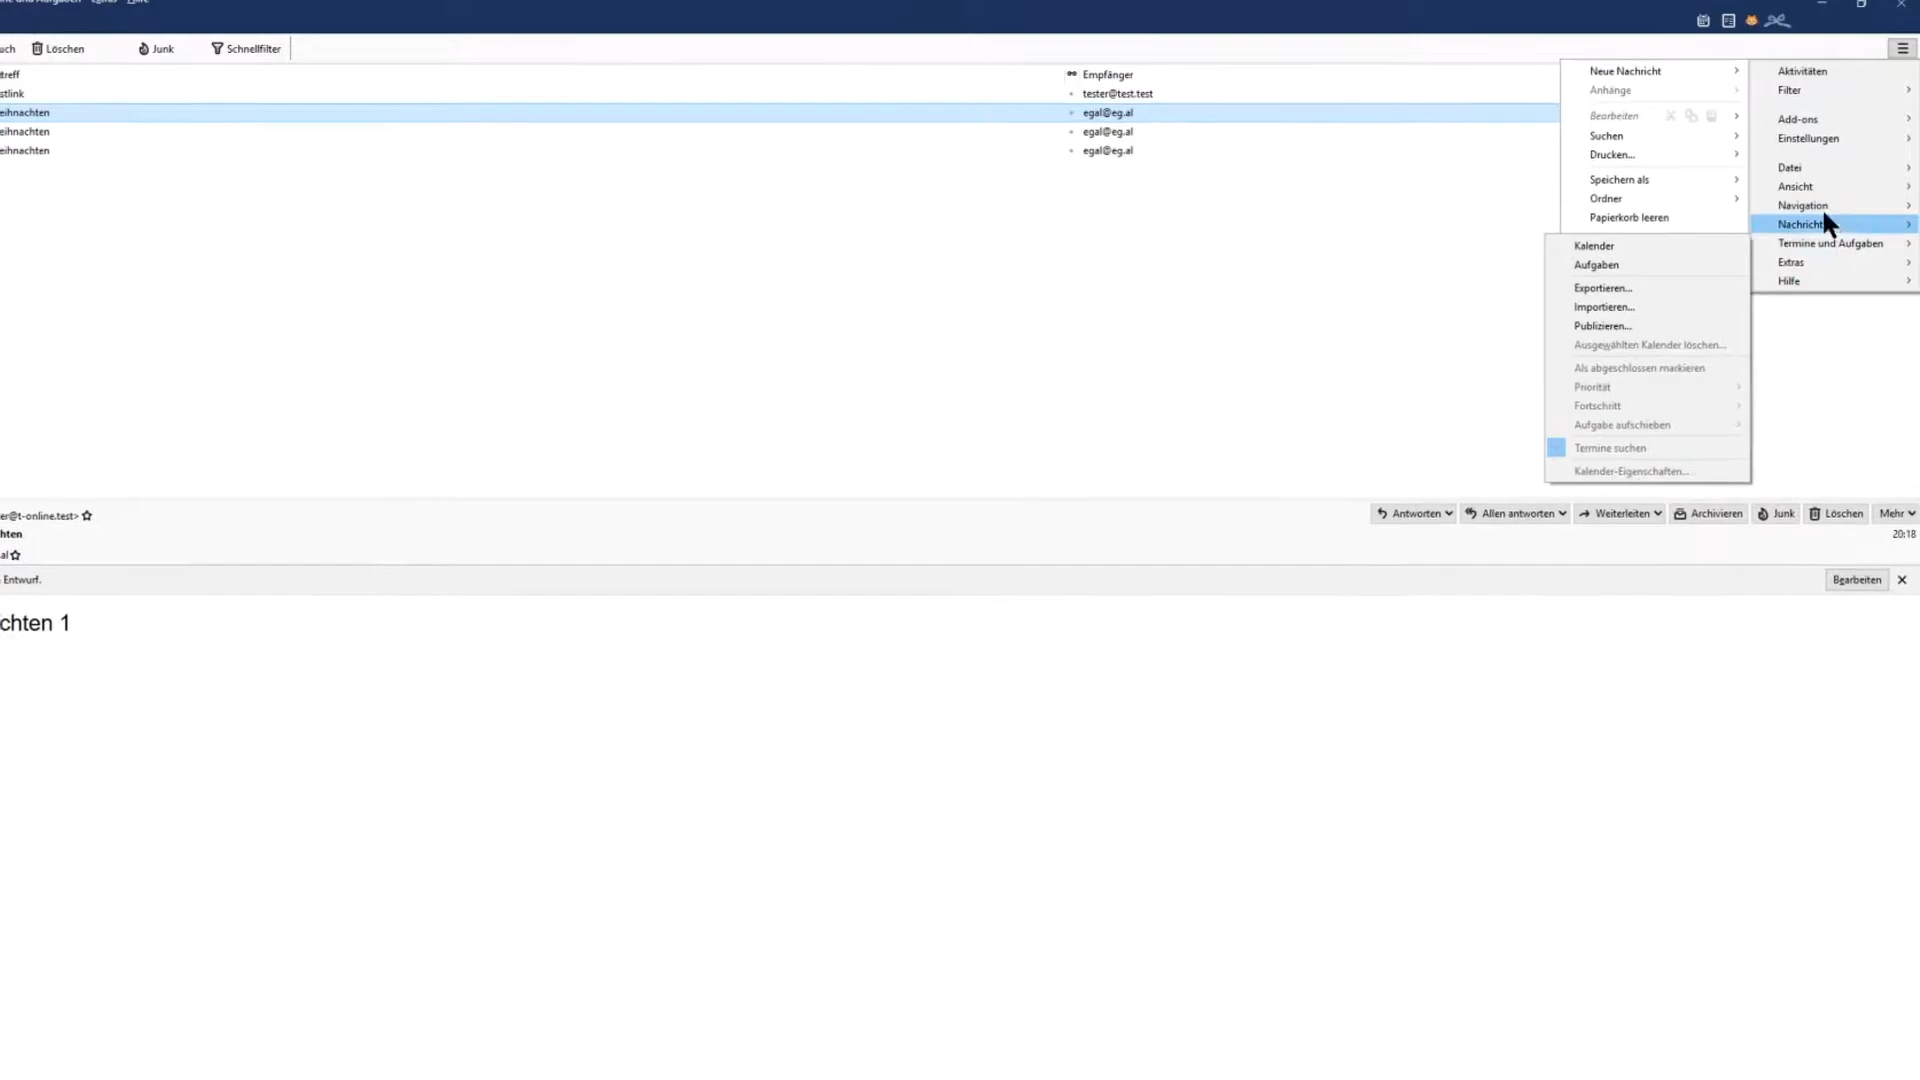 Löschen
Junk
Schnellfilter
Empfänger
tester@test.test
eihnachten
egal@eg.al
eihnachten
egal@eg.al
eihnachten
egal@eg.al
Neue Nachricht
Anhänge
Bearbeiten
Suchen
Drucken...
Speichern als
Ordner
Papierkorb leeren
Aktivitäten
Filter
Add-ons
Einstellungen
Datei
Ansicht
Navigation
Nachricht
Termine und Aufgaben
Extras
Hilfe
Kalender
Aufgaben
Exportieren...
Importieren...
Publizieren...
Ausgewählten Kalender löschen...
Als abgeschlossen markieren
Priorität
Fortschritt
Aufgabe aufschieben
Termine suchen
Kalender-Eigenschaften...
er@t-online.test>
Antworten
Allen antworten
Weiterleiten
Archivieren
Junk
Löschen
Mehr
hten
20:18
al
Entwurf.
Bearbeiten
chten 1